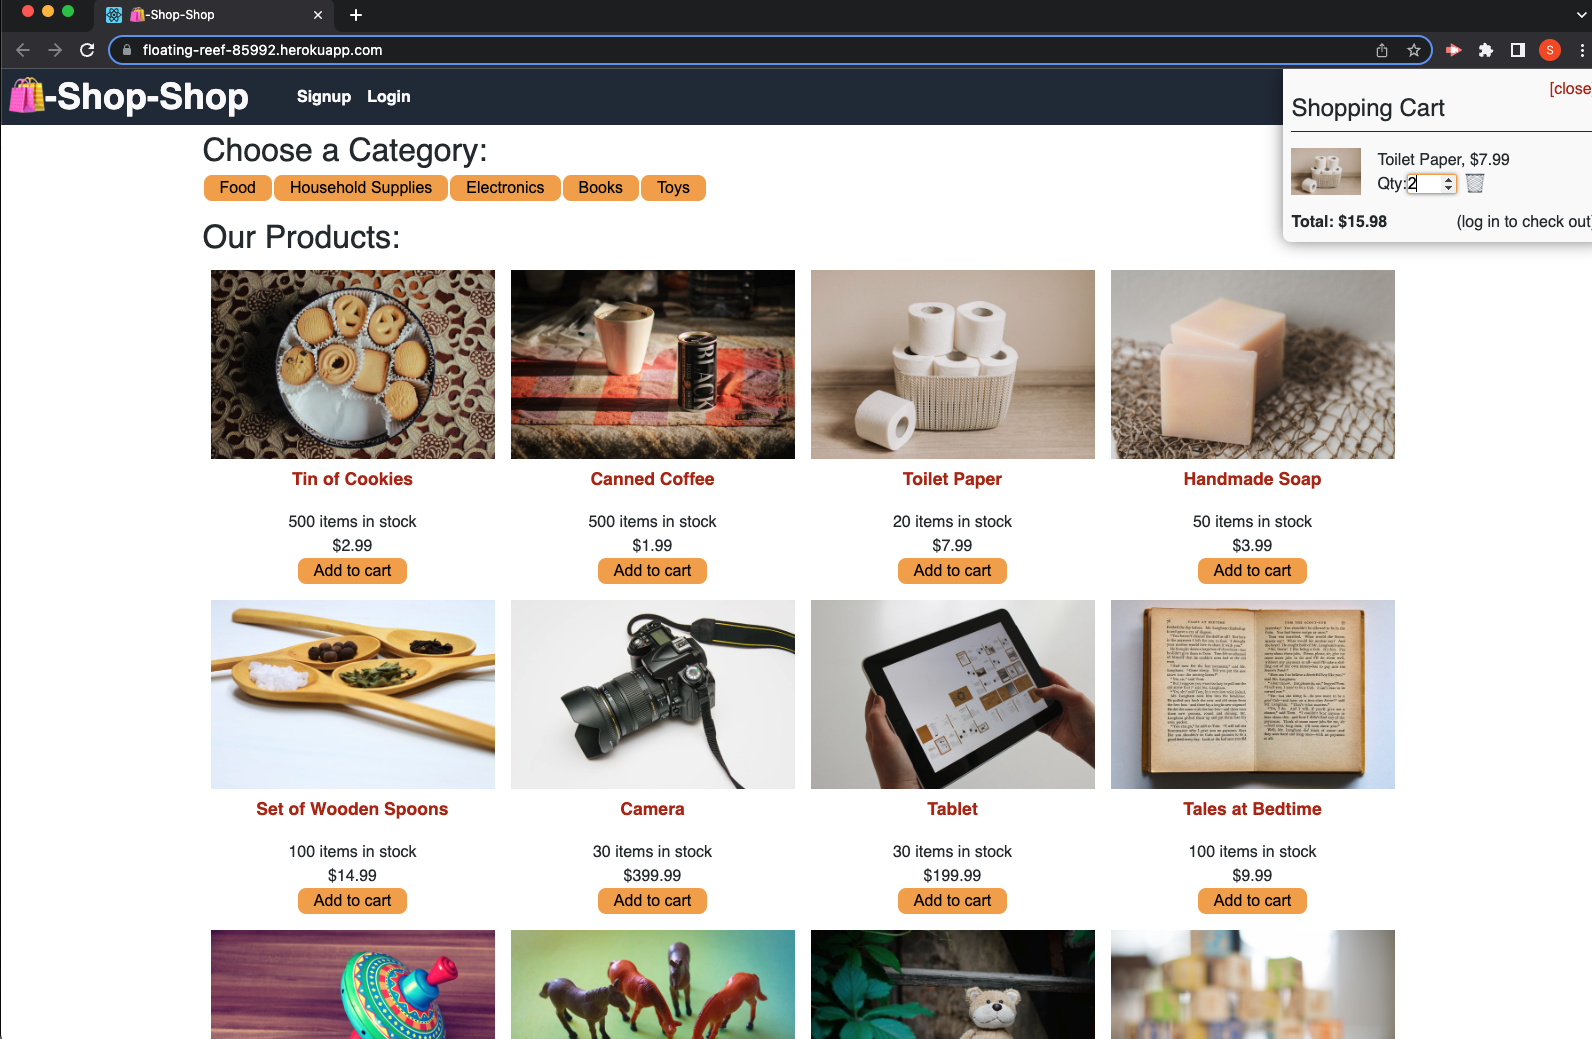 -Shop-Shop
floating-reef-85992.herokuapp.com
S
-Shop-Shop
Signup Login
[close
Shopping Cart
Toilet Paper, $7.99
Qty:2
Total: $15.98 (log in to check out)
Choose a Category:
Food Household Supplies Electronics Books Toys
Our Products:
BLACK
Tin of Cookies Canned Coffee Toilet Paper Handmade Soap
500 items in stock 500 items in stock 20 items in stock 50 items in stock
$2.99 $1.99 $7.99 $3.99
Add to cart Add to cart Add to cart Add to cart
Set of Wooden Spoons Camera Tablet Tales at Bedtime
100 items in stock 30 items in stock 30 items in stock 100 items in stock
$14.99 $399.99 $199.99 $9.99
Add to cart Add to cart Add to cart Add to cart